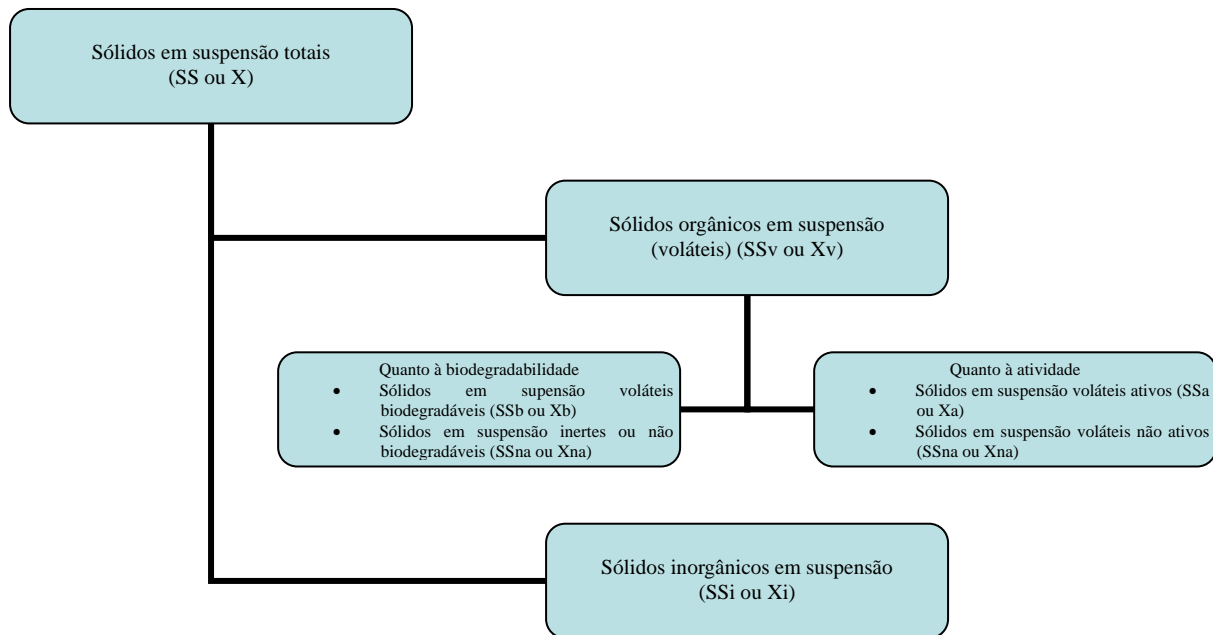 Sólidos em suspensão totais
(SS ou X)
Sólidos orgânicos em suspensão
(voláteis) (SSv ou Xv)
Quanto à biodegradabilidade
• Sólidos em supensão voláteis
biodegradáveis (SSb ou Xb)
• Sólidos em suspensão inertes ou não
biodegradáveis (SSna ou Xna)
Quanto à atividade
• Sólidos em suspensão voláteis ativos (SSa
ou Xa)
• Sólidos em suspensão voláteis não ativos
(SSna ou Xna)
Sólidos inorgânicos em suspensão
(SSi ou Xi)